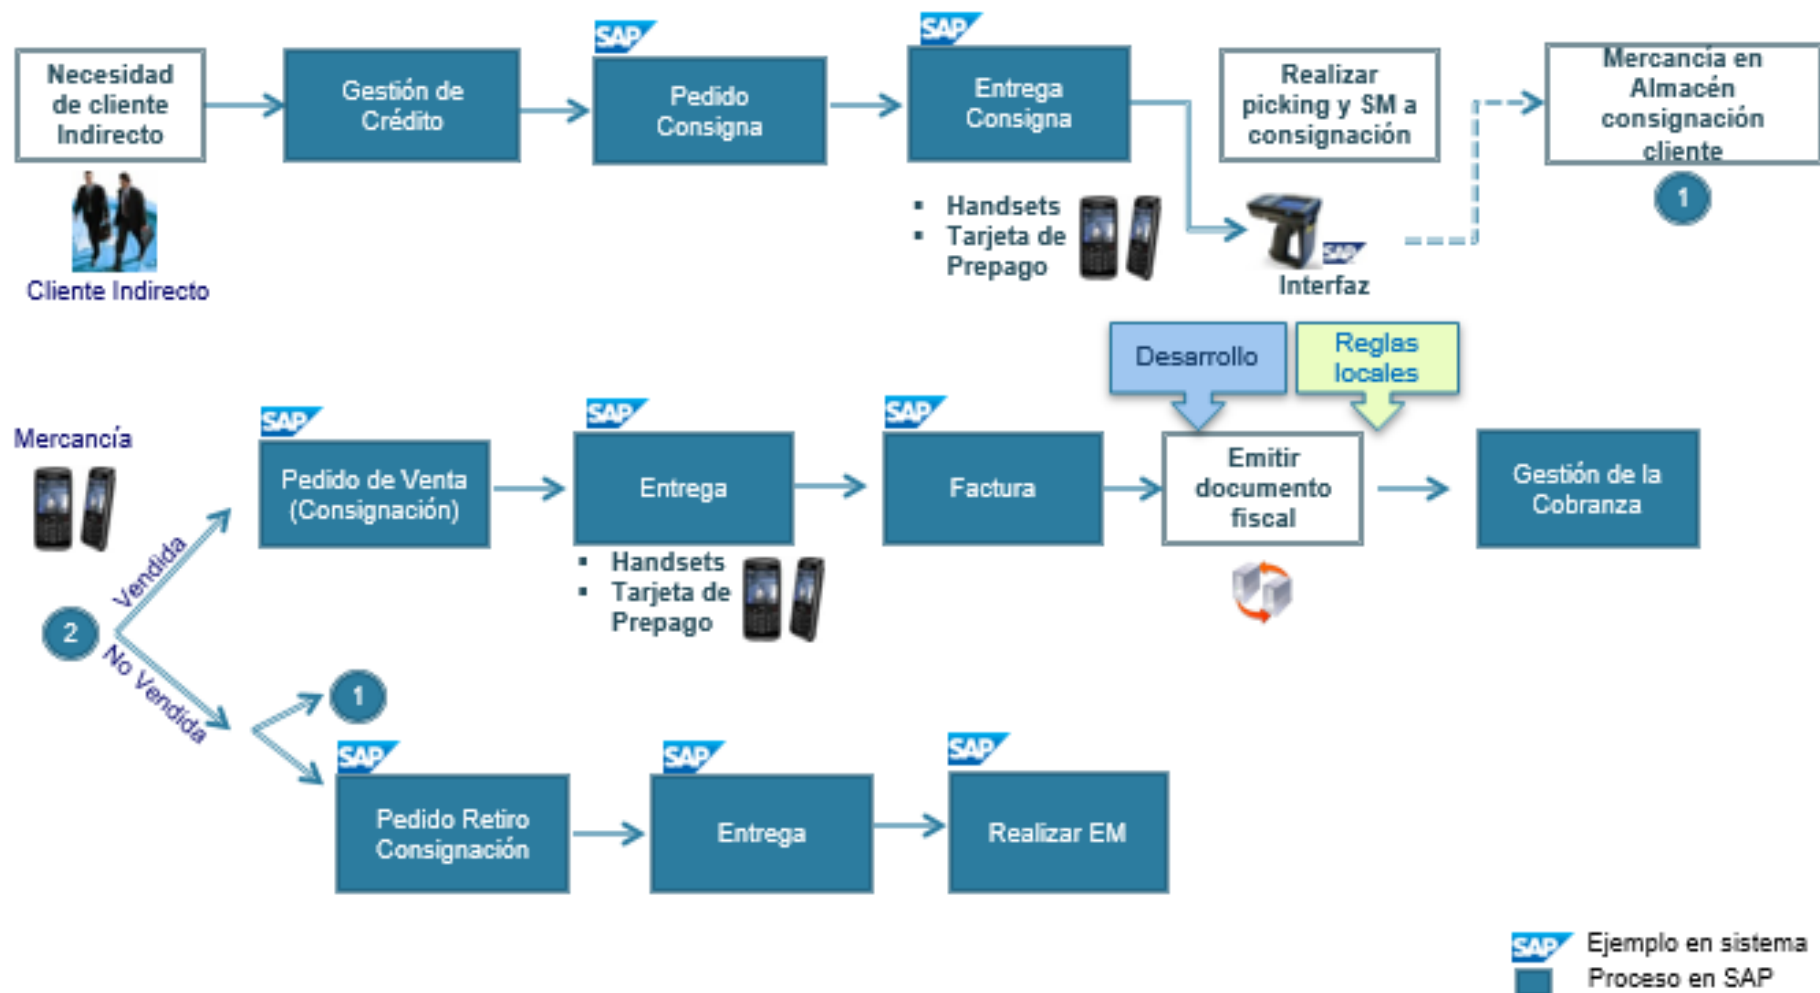 SAP
SAP
Necesidad
de cliente
Indirecto
Gestión de
Crédito
Pedido
Consigna
Entrega
Consigna
Realizar
picking y SM a
consignación
Mercancía en
Almacén
consignación
cliente
1
Cliente Indirecto
▪ Handsets
▪ Tarjeta de
Prepago
SAP
Interfaz
Desarrollo
Reglas
locales
Mercancía
SAP
SAP
SAP
Pedido de Venta
(Consignación)
Entrega
Factura
Emitir
documento
fiscal
Gestión de la
Cobranza
▪ Handsets
▪ Tarjeta de
Prepago
Vendida
2
No Vendida
1
SAP
SAP
SAP
Pedido Retiro
Consignación
Entrega
Realizar EM
SAP Ejemplo en sistema
Proceso en SAP